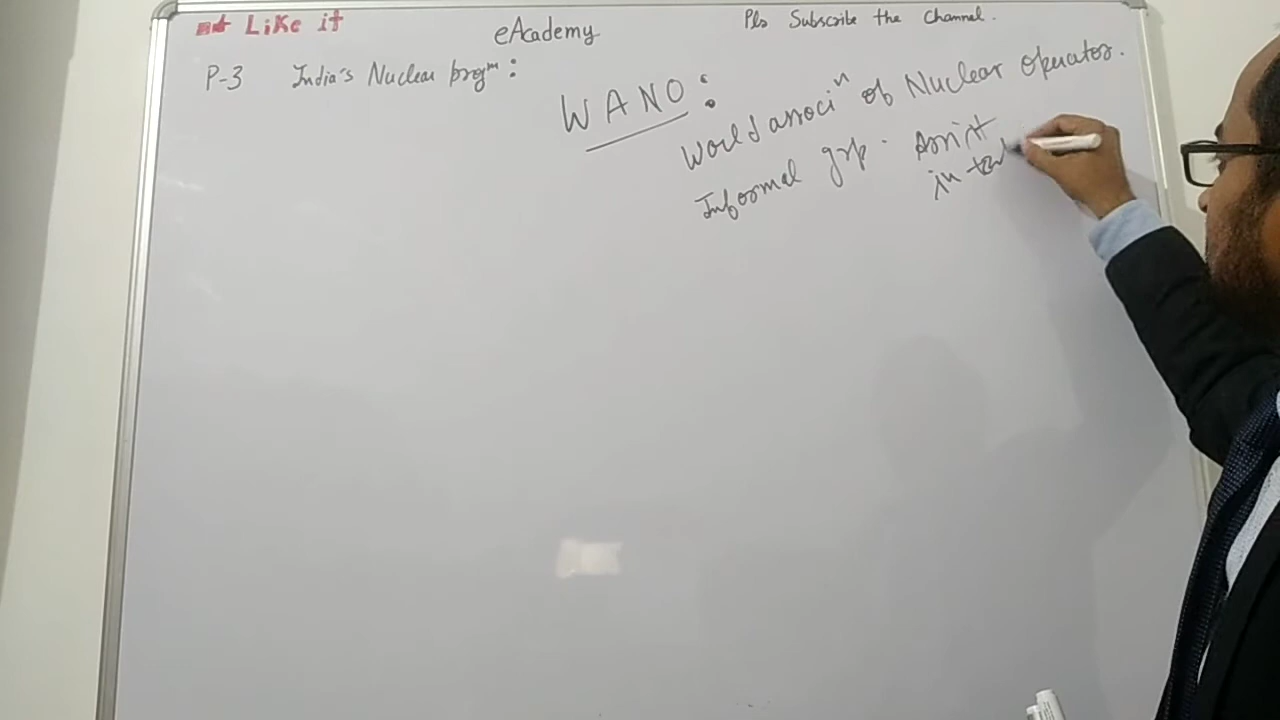 Like it
eAcademy
Pls Subscribe the Channel.
P-3 India's Nuclear progm:
WANO:
World associn of Nuclear Operator.
Informal grp. Assist
in